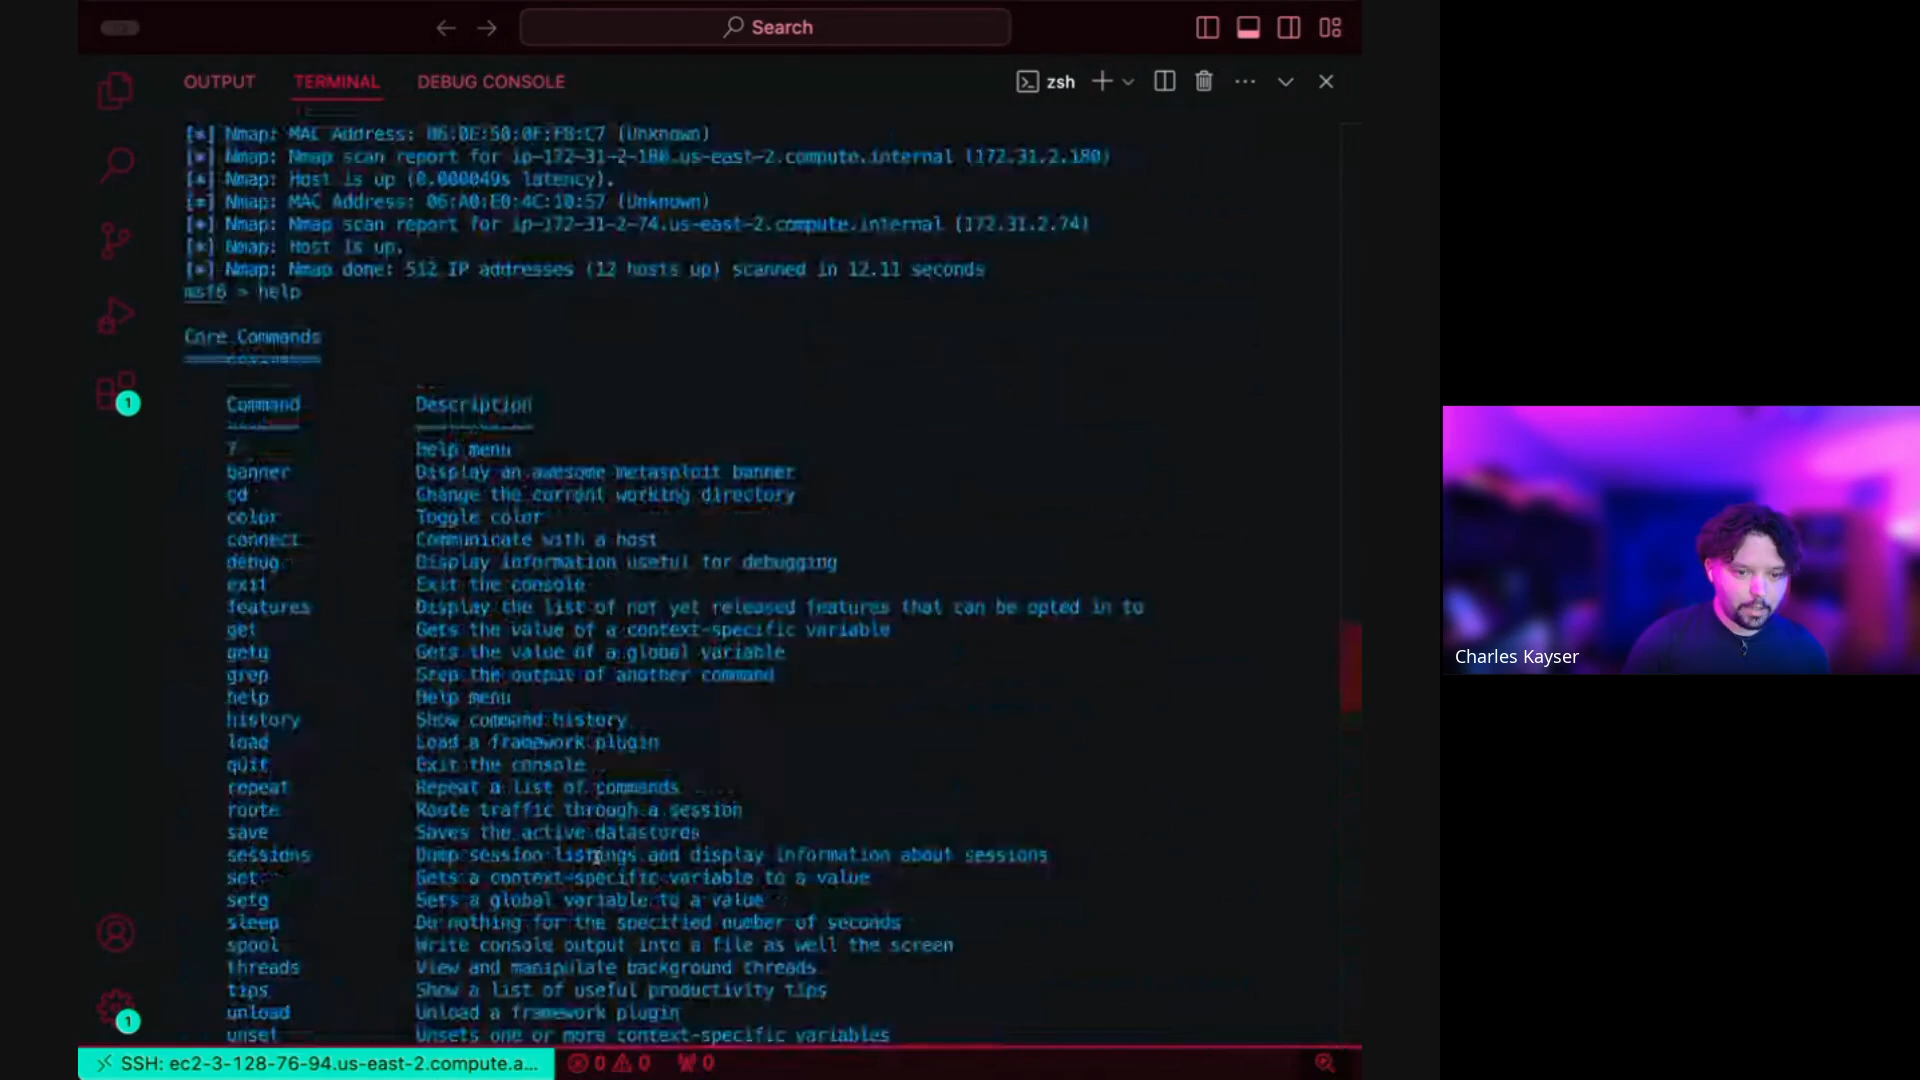 Search
OUTPUT TERMINAL DEBUG CONSOLE zsh
[*] Nmap: MAC Address: 06:0E:50:0F:F8:C7 (Unknown)
[*] Nmap: Nmap scan report for ip-172-31-2-180.us-east-2.compute.internal (172.31.2.180)
[*] Nmap: Host is up (0.000049s latency).
[*] Nmap: MAC Address: 06:A0:E0:4C:10:57 (Unknown)
[*] Nmap: Nmap scan report for ip-172-31-2-74.us-east-2.compute.internal (172.31.2.74)
[*] Nmap: Host is up.
[*] Nmap: Nmap done: 512 IP addresses (12 hosts up) scanned in 12.11 seconds
msf6 > help
Core Commands
Command Description
? Help menu
banner Display an awesome metasploit banner
cd Change the current working directory
color Toggle color
connect Communicate with a host
debug Display information useful for debugging
exit Exit the console
features Display the list of not yet released features that can be opted in to
get Gets the value of a context-specific variable
getg Gets the value of a global variable
grep Grep the output of another command
help Help menu
history Show command history
load Load a framework plugin
quit Exit the console
repeat Repeat a list of commands
route Route traffic through a session
save Saves the active datastores
sessions Dump session listings and display information about sessions
set Sets a context-specific variable to a value
setg Sets a global variable to a value
sleep Do nothing for the specified number of seconds
spool Write console output into a file as well the screen
threads View and manipulate background threads
tips Show a list of useful productivity tips
unload Unload a framework plugin
unset Unsets one or more context-specific variables
1
1
SSH: ec2-3-128-76-94.us-east-2.compute.a... 0 0 0
Charles Kayser